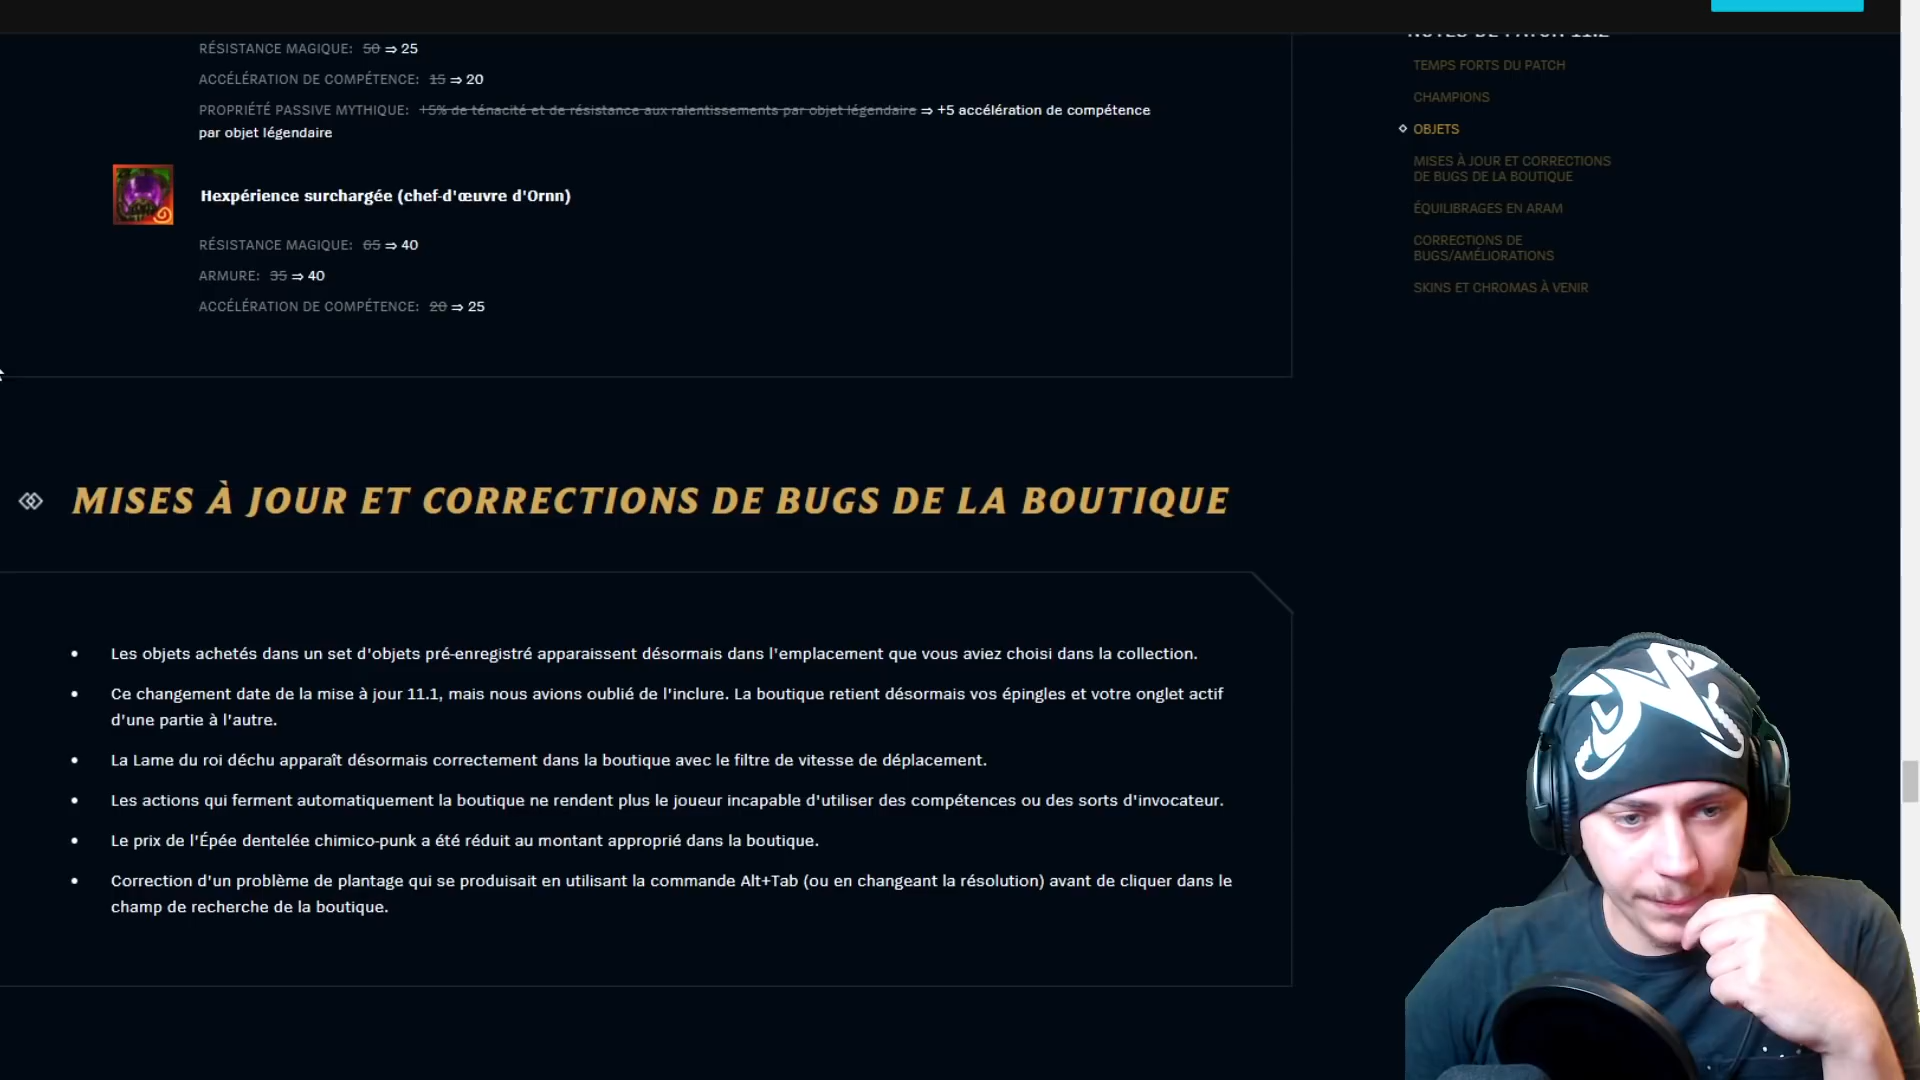 RÉSISTANCE MAGIQUE: 50 ⇒ 25
ACCÉLÉRATION DE COMPÉTENCE: 15 ⇒ 20
PROPRIÉTÉ PASSIVE MYTHIQUE: +5% de ténacité et de résistance aux ralentissements par objet légendaire ⇒ +5 accélération de compétence
par objet légendaire
Hexpérience surchargée (chef-d'œuvre d'Ornn)
RÉSISTANCE MAGIQUE: 65 ⇒ 40
ARMURE: 35 ⇒ 40
ACCÉLÉRATION DE COMPÉTENCE: 20 ⇒ 25
MISES À JOUR ET CORRECTIONS DE BUGS DE LA BOUTIQUE
• Les objets achetés dans un set d'objets pré-enregistré apparaissent désormais dans l'emplacement que vous aviez choisi dans la collection.
• Ce changement date de la mise à jour 11.1, mais nous avions oublié de l'inclure. La boutique retient désormais vos épingles et votre onglet actif
d'une partie à l'autre.
• La Lame du roi déchu apparaît désormais correctement dans la boutique avec le filtre de vitesse de déplacement.
• Les actions qui ferment automatiquement la boutique ne rendent plus le joueur incapable d'utiliser des compétences ou des sorts d'invocateur.
• Le prix de l'Épée dentelée chimico-punk a été réduit au montant approprié dans la boutique.
• Correction d'un problème de plantage qui se produisait en utilisant la commande Alt+Tab (ou en changeant la résolution) avant de cliquer dans le
champ de recherche de la boutique.
NOTES DE PATCH 11.2
TEMPS FORTS DU PATCH
CHAMPIONS
OBJETS
MISES À JOUR ET CORRECTIONS
DE BUGS DE LA BOUTIQUE
ÉQUILIBRAGES EN ARAM
CORRECTIONS DE
BUGS/AMÉLIORATIONS
SKINS ET CHROMAS À VENIR